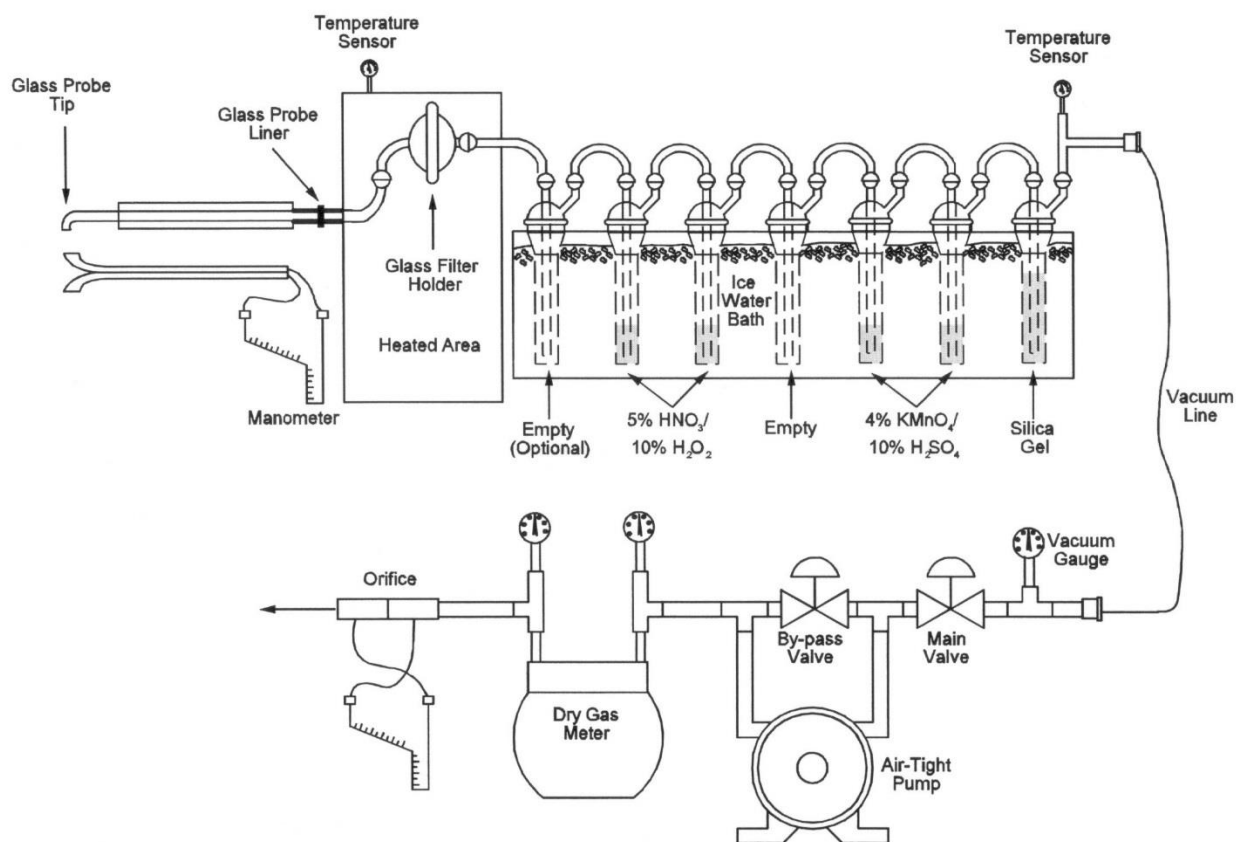 Temperature
Sensor
Temperature
Sensor
Glass Probe
Tip
Glass Probe
Liner
Glass Filter
Holder
Heated Area
Ice
Water
Bath
Manometer
Empty
(Optional)
5% HNO₃/
10% H₂O₂
Empty
4% KMnO₄/
10% H₂SO₄
Silica
Gel
Vacuum
Line
Vacuum
Gauge
Orifice
By-pass
Valve
Main
Valve
Dry Gas
Meter
Air-Tight
Pump